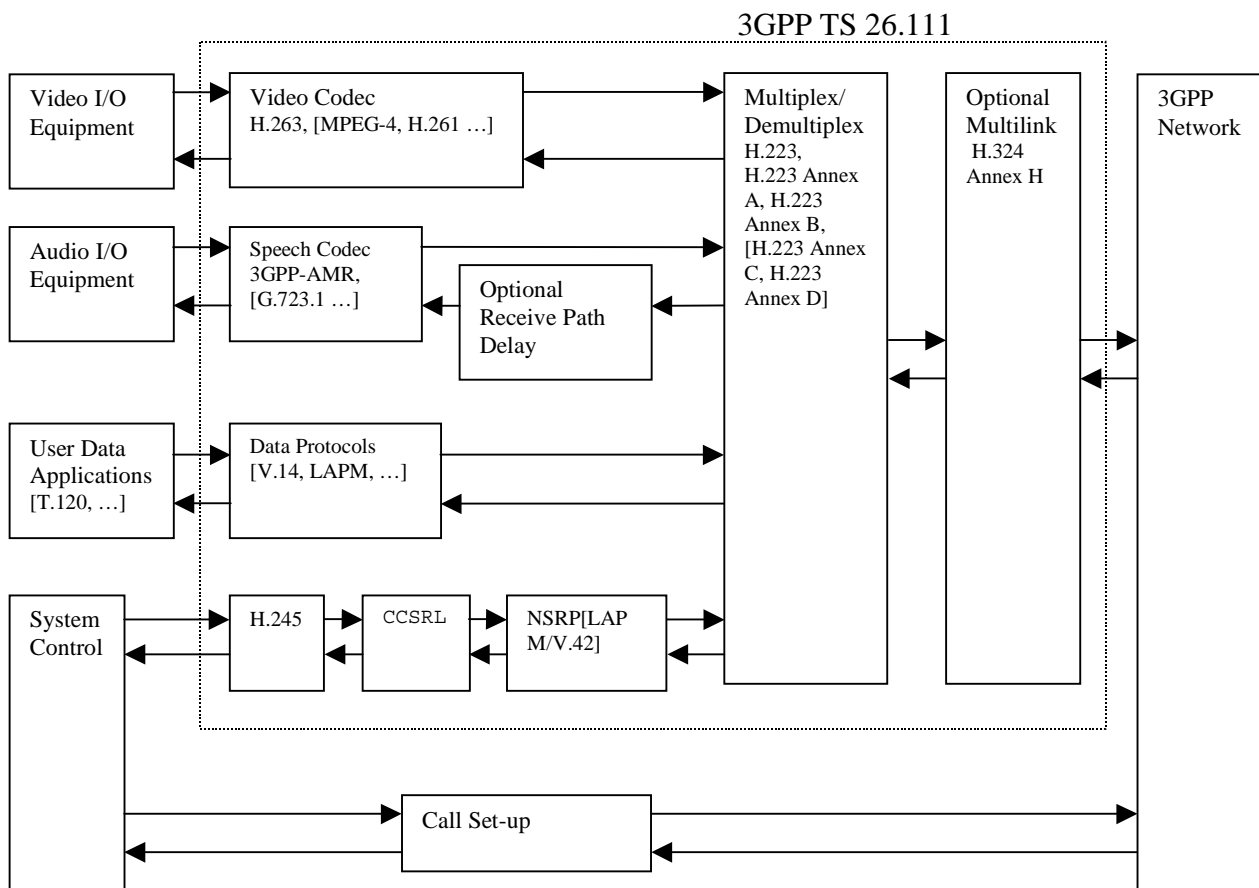 3GPP TS 26.111
Video I/O
Equipment
Video Codec
H.263, [MPEG-4, H.261 …]
Multiplex/
Demultiplex
H.223,
H.223 Annex
A, H.223
Annex B,
[H.223 Annex
C, H.223
Annex D]
Optional
Multilink
H.324
Annex H
3GPP
Network
Audio I/O
Equipment
Speech Codec
3GPP-AMR,
[G.723.1 …]
Optional
Receive Path
Delay
User Data
Applications
[T.120, …]
Data Protocols
[V.14, LAPM, …]
System
Control
H.245
CCSRL
NSRP[LAP
M/V.42]
Call Set-up